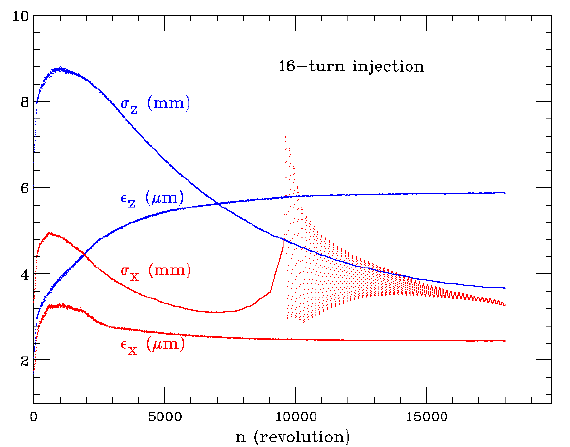 10
16−turn injection
8
σz (mm)
6
εz (μm)
4
σx (mm)
εx (μm)
2
0 5000 10000 15000
n (revolution)